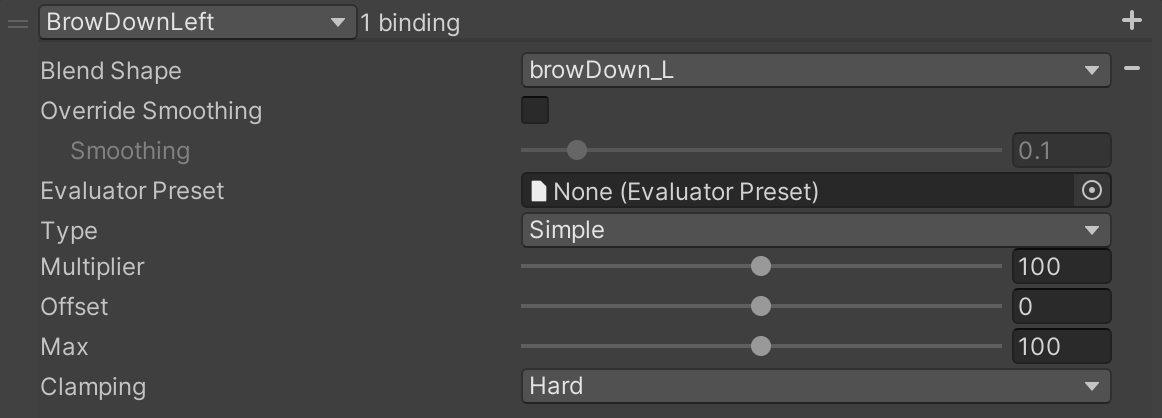 BrowDownLeft 1 binding
Blend Shape browDown_L
Override Smoothing
Smoothing 0.1
Evaluator Preset None (Evaluator Preset)
Type Simple
Multiplier 100
Offset 0
Max 100
Clamping Hard